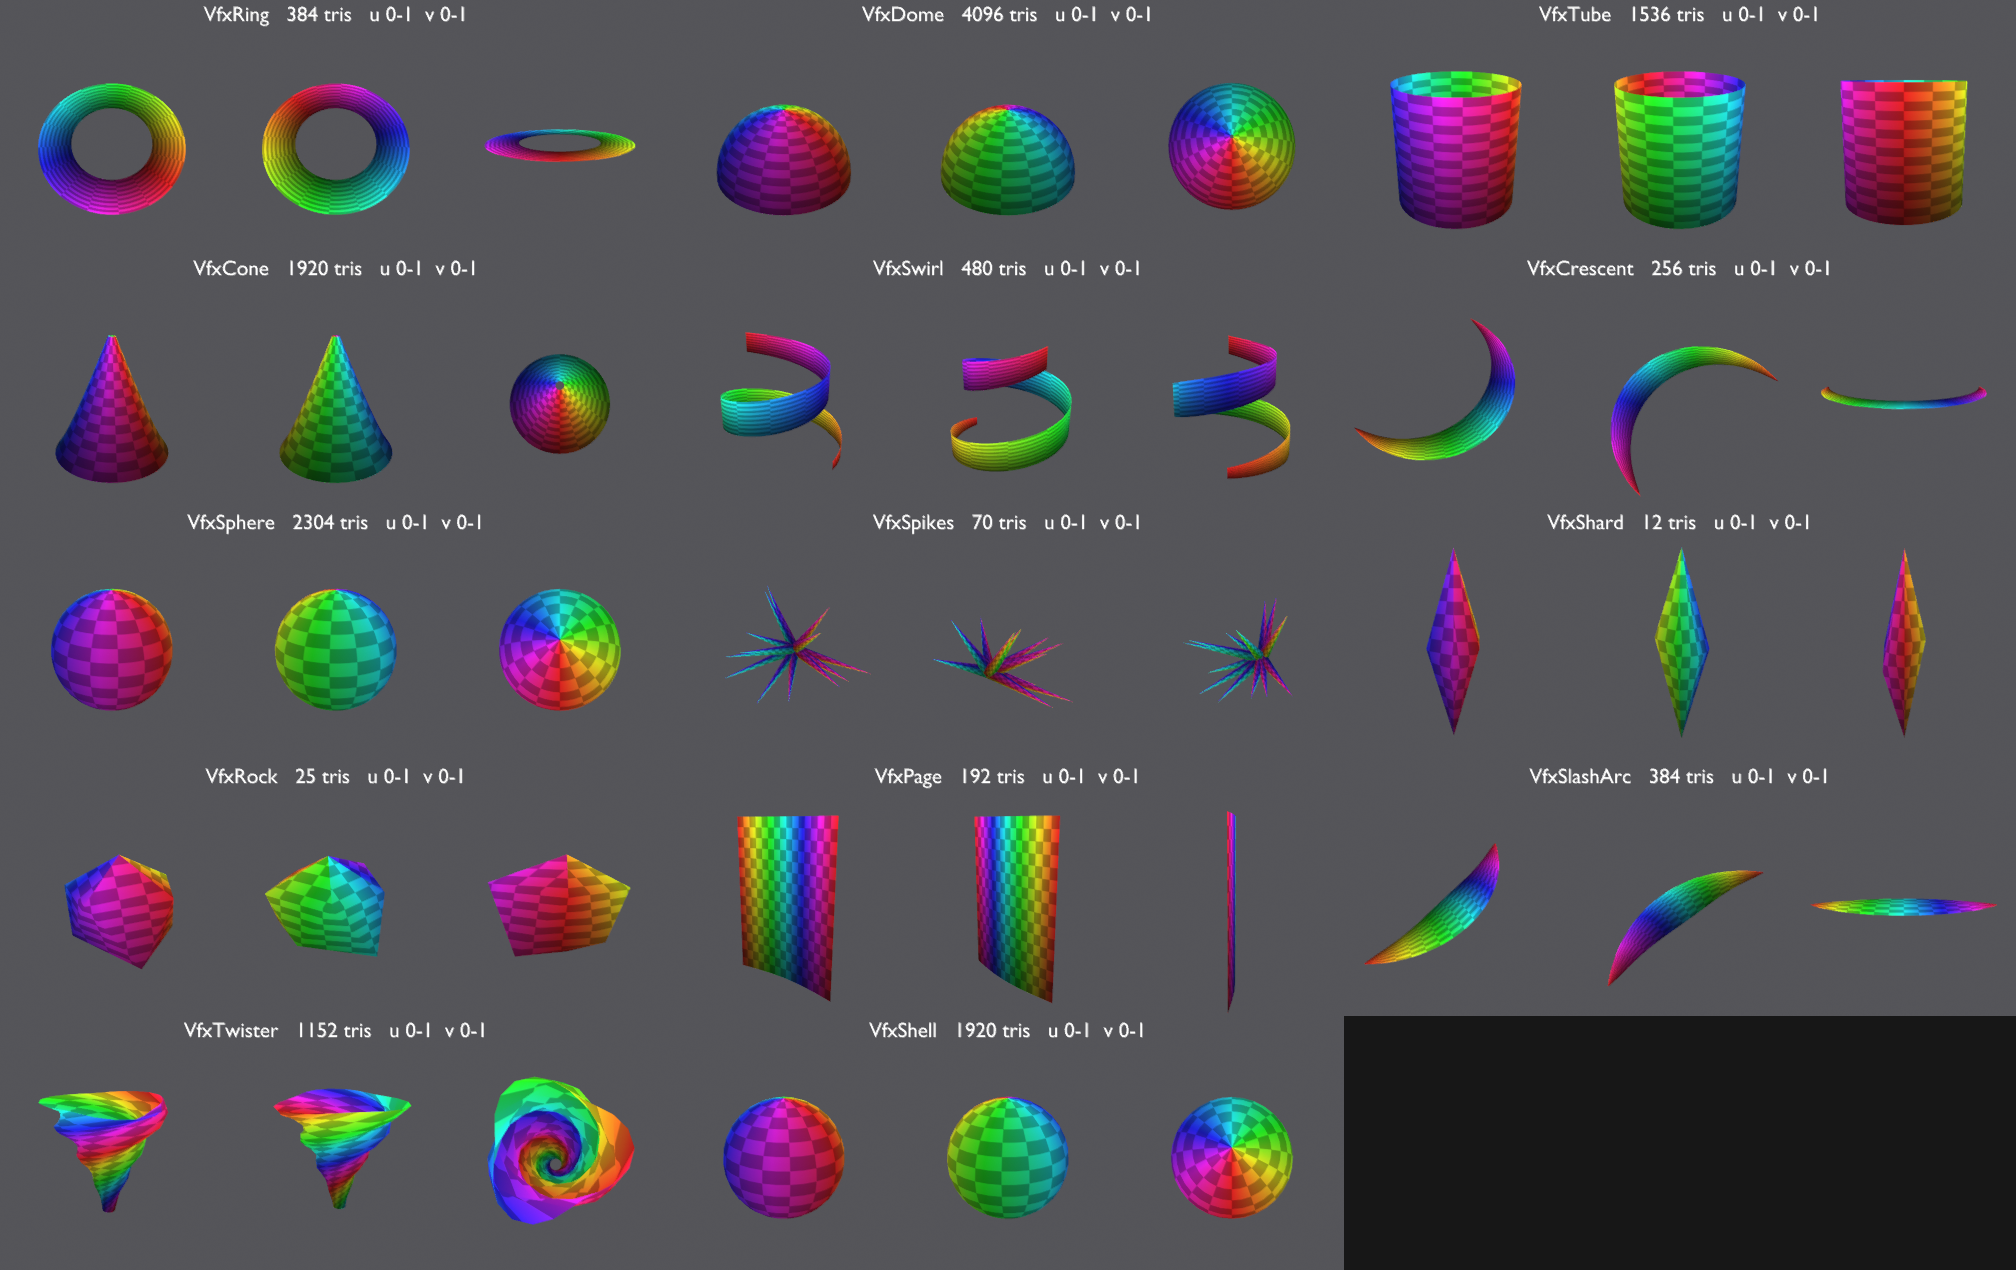 VfxRing 384 tris u 0-1 v 0-1
VfxDome 4096 tris u 0-1 v 0-1
VfxTube 1536 tris u 0-1 v 0-1
VfxCone 1920 tris u 0-1 v 0-1
VfxSwirl 480 tris u 0-1 v 0-1
VfxCrescent 256 tris u 0-1 v 0-1
VfxSphere 2304 tris u 0-1 v 0-1
VfxSpikes 70 tris u 0-1 v 0-1
VfxShard 12 tris u 0-1 v 0-1
VfxRock 25 tris u 0-1 v 0-1
VfxPage 192 tris u 0-1 v 0-1
VfxSlashArc 384 tris u 0-1 v 0-1
VfxTwister 1152 tris u 0-1 v 0-1
VfxShell 1920 tris u 0-1 v 0-1